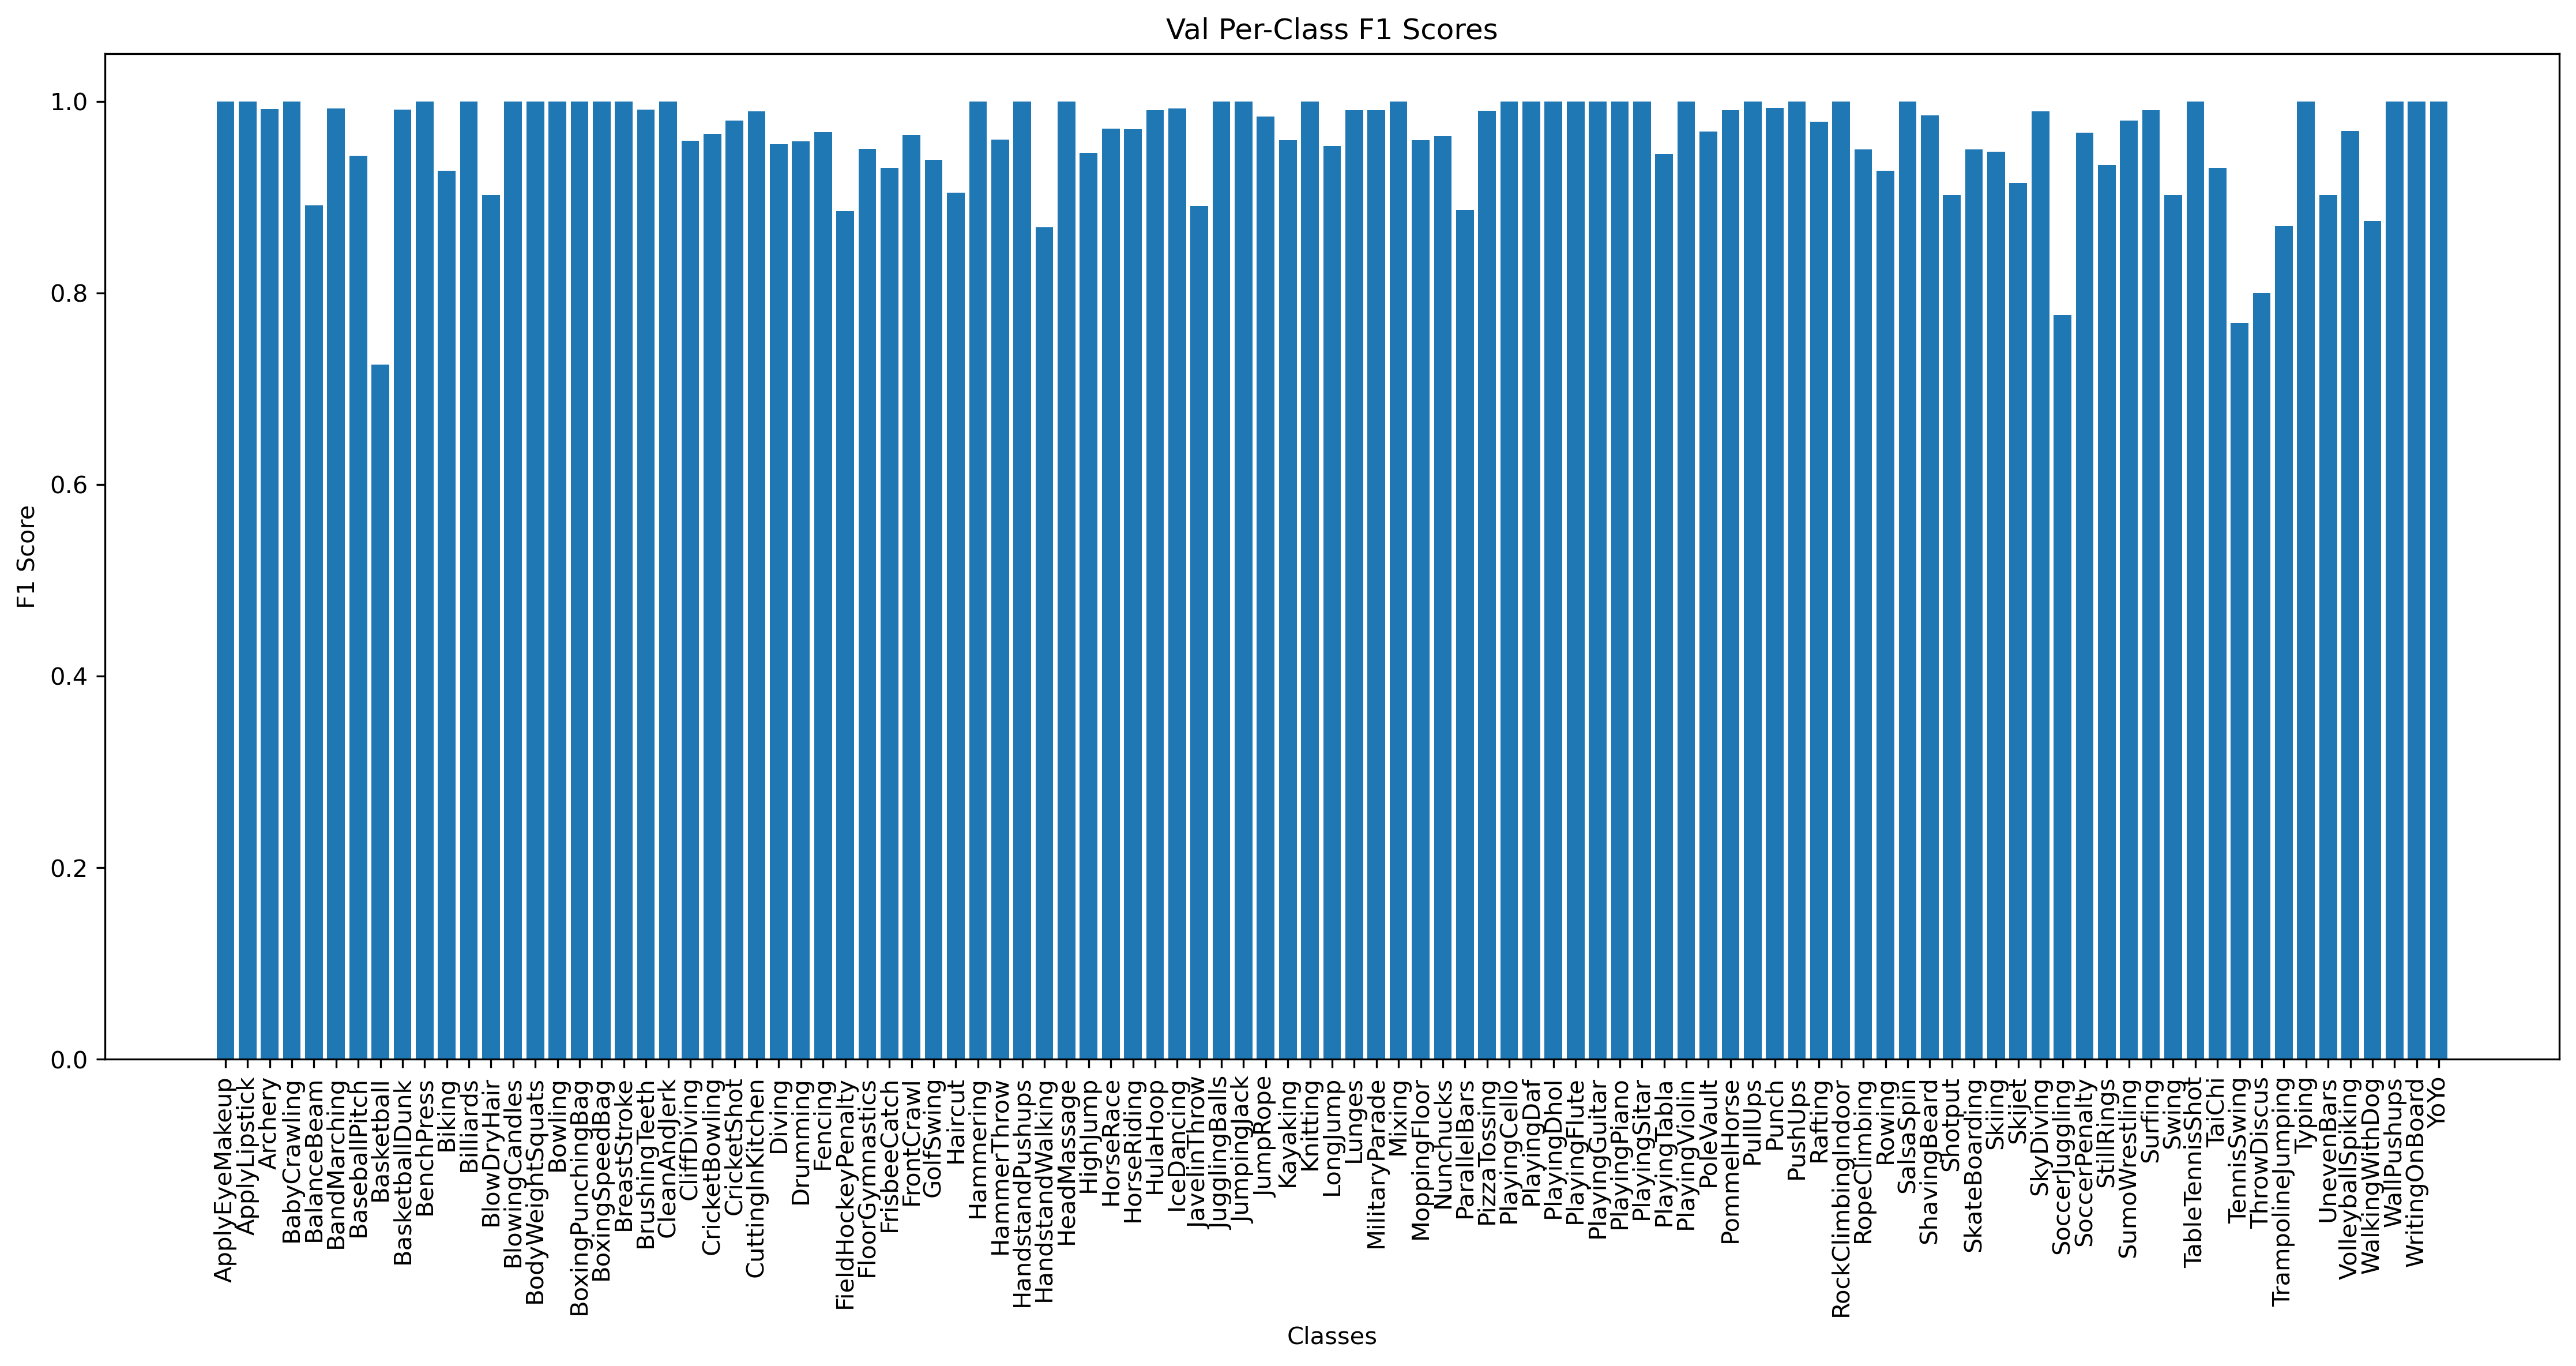 Val Per-Class F1 Scores
F1 Score
1.0
0.8
0.6
0.4
0.2
0.0
ApplyEyeMakeup
ApplyLipstick
Archery
BabyCrawling
BalanceBeam
BandMarching
BaseballPitch
Basketball
BasketballDunk
BenchPress
Biking
Billiards
BlowDryHair
BlowingCandles
BodyWeightSquats
Bowling
BoxingPunchingBag
BoxingSpeedBag
BreastStroke
BrushingTeeth
CleanAndJerk
CliffDiving
CricketBowling
CricketShot
CuttingInKitchen
Diving
Drumming
Fencing
FieldHockeyPenalty
FloorGymnastics
FrisbeeCatch
FrontCrawl
GolfSwing
Haircut
Hammering
HammerThrow
HandstandPushups
HandstandWalking
HeadMassage
HighJump
HorseRace
HorseRiding
HulaHoop
IceDancing
JavelinThrow
JugglingBalls
JumpingJack
JumpRope
Kayaking
Knitting
LongJump
Lunges
MilitaryParade
Mixing
MoppingFloor
Nunchucks
ParallelBars
PizzaTossing
PlayingCello
PlayingDaf
PlayingDhol
PlayingFlute
PlayingGuitar
PlayingPiano
PlayingSitar
PlayingTabla
PlayingViolin
PoleVault
PommelHorse
PullUps
Punch
PushUps
Rafting
RockClimbingIndoor
RopeClimbing
Rowing
SalsaSpin
ShavingBeard
Shotput
SkateBoarding
Skiing
Skijet
SkyDiving
SoccerJuggling
SoccerPenalty
StillRings
SumoWrestling
Surfing
Swing
TableTennisShot
TaiChi
TennisSwing
ThrowDiscus
TrampolineJumping
Typing
UnevenBars
VolleyballSpiking
WalkingWithDog
WallPushups
WritingOnBoard
YoYo
Classes